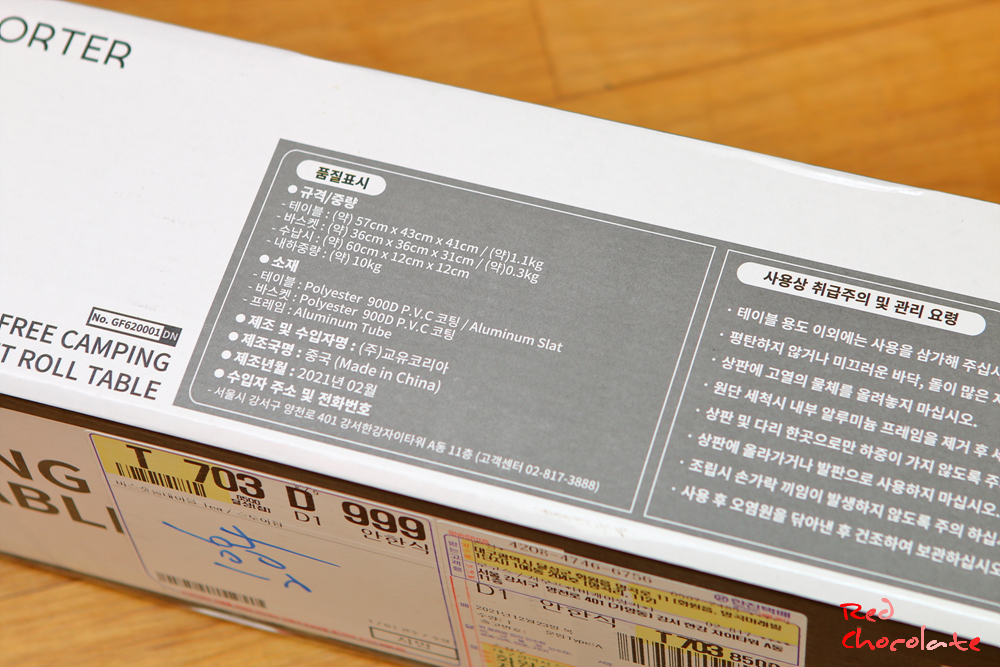 ORTER
No. GF620001 DN
FREE CAMPING
T ROLL TABLE
품질표시
● 규격/중량
- 테이블 : (약) 57cm x 43cm x 41cm / (약)1.1kg
- 바스켓 : (약) 36cm x 36cm x 31cm / (약)0.3kg
- 수납시 : (약) 60cm x 12cm x 12cm
- 내하중량 : (약) 10kg
● 소재
- 테이블 : Polyester 900D P.V.C 코팅 / Aluminum Slat
- 바스켓 : Polyester 900D P.V.C 코팅
- 프레임 : Aluminum Tube
● 제조 및 수입자명 : (주)교유코리아
● 제조국명 : 중국 (Made in China)
● 제조년월 : 2021년 02월
● 수입자 주소 및 전화번호
- 서울시 강서구 양천로 401 강서한강자이타워 A동 11층 (고객센터 02-817-3888)
사용상 취급주의 및 관리 요령
· 테이블 용도 이외에는 사용을 삼가해 주십시
· 평탄하지 않거나 미끄러운 바닥, 돌이 많은
· 상판에 고열의 물체를 올려놓지 마십시오.
· 원단 세척시 내부 알루미늄 프레임을 제거 후
· 상판 및 다리 한곳으로만 하중이 가지 않도록
· 상판에 올라가거나 발판으로 사용하지 마십시오
· 조립시 손가락 끼임이 발생하지 않도록 주의 하십
· 사용 후 오염원을 닦아낸 후 건조하여 보관하십시오
NG
ABLI
T 703 D 999
8500
D1 안한식
4208-4746-6756
한진택배
D1 안한식
T 703 8500
Red
Chocolate